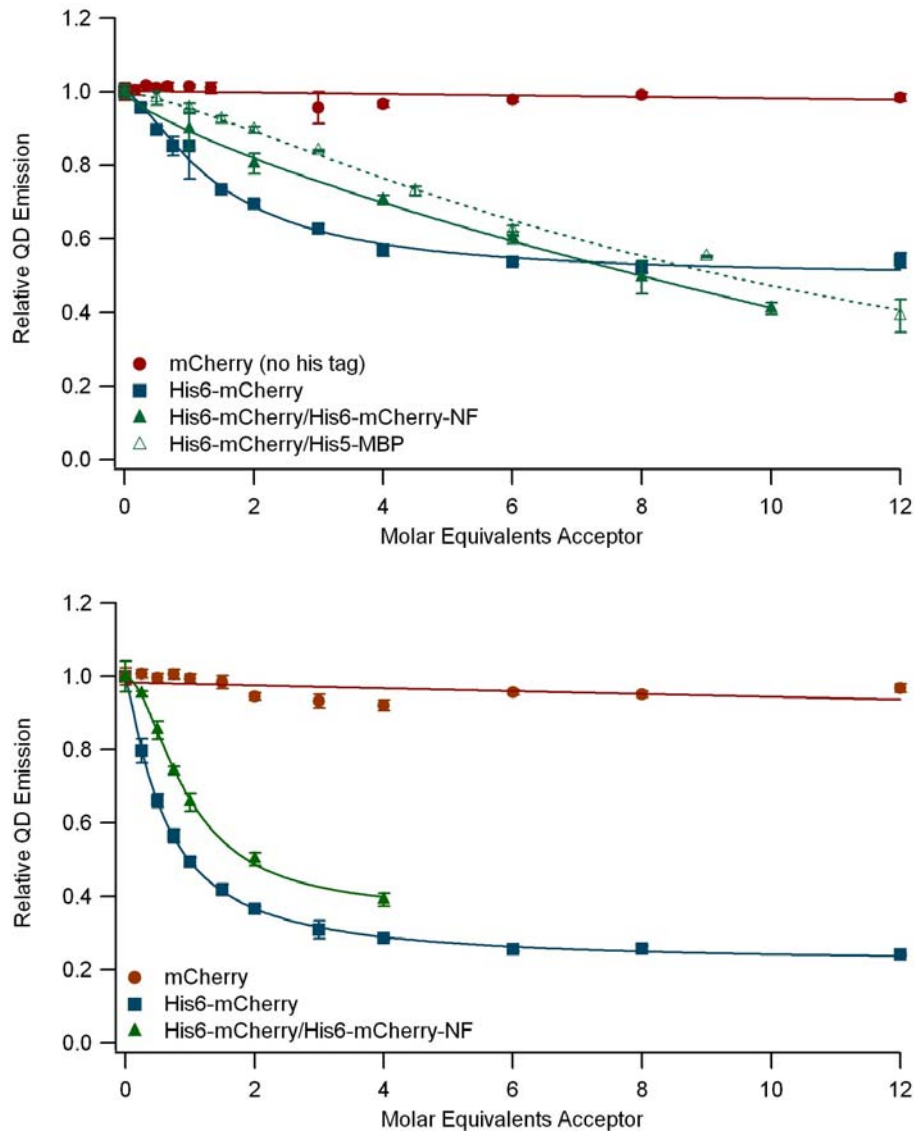 1.2
1.0
0.8
0.6
0.4
0.2
0.0
Relative QD Emission
mCherry (no his tag)
His6-mCherry
His6-mCherry/His6-mCherry-NF
His6-mCherry/His5-MBP
0 2 4 6 8 10 12
Molar Equivalents Acceptor
1.2
1.0
0.8
0.6
0.4
0.2
0.0
Relative QD Emission
mCherry
His6-mCherry
His6-mCherry/His6-mCherry-NF
0 2 4 6 8 10 12
Molar Equivalents Acceptor